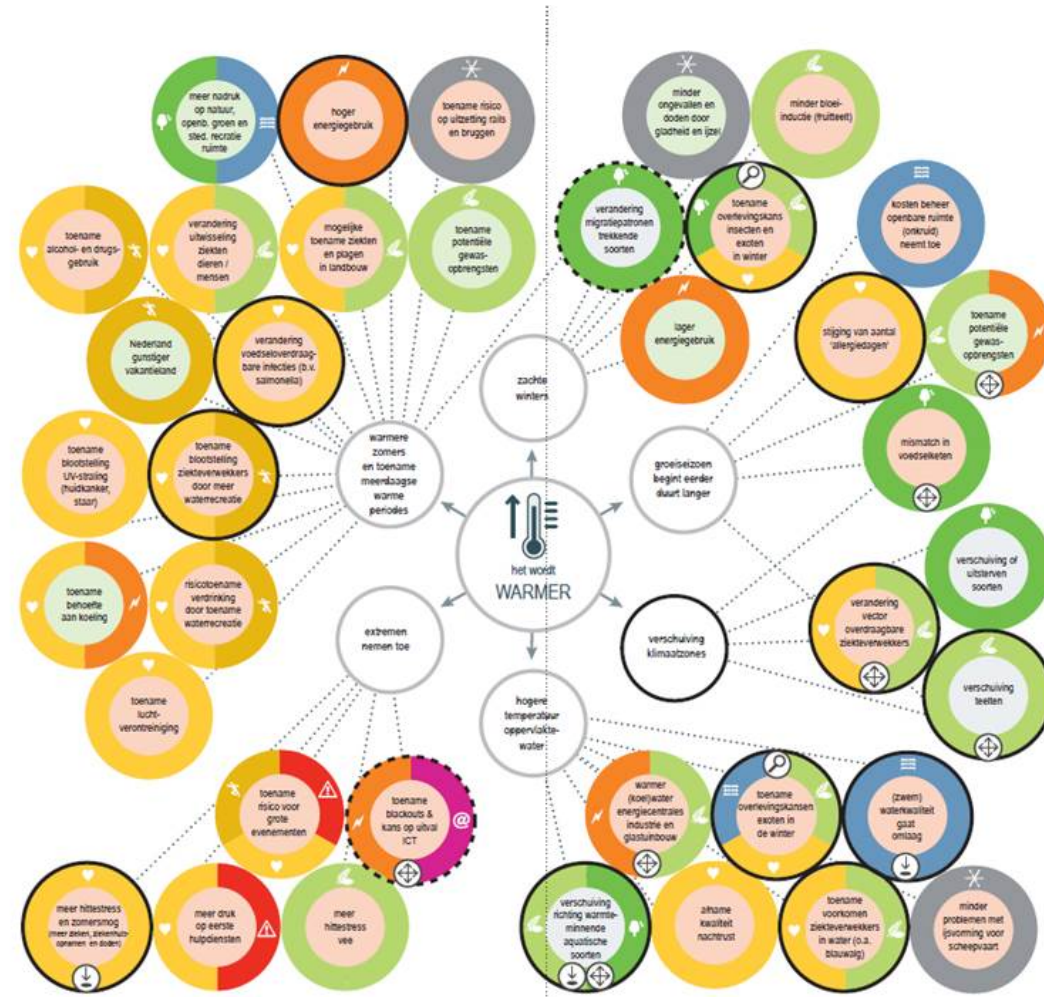 meer nadruk
op natuur,
openb. groen en
sted. recratie
ruimte
hoger
energiegebruik
toename risico
op uitzetting rails
en bruggen
minder
ongevallen en
doden door
gladheid en ijzel
minder bloei-
inductie (fruitteelt)
toename
alcohol- en drugs-
gebruik
verandering
uitwisseling
ziekten
dieren /
mensen
mogelijke
toename ziekten
en plagen
in landbouw
toename
potentiële
gewas-
opbrengsten
verandering
migratiepatronen
trekkende
soorten
toename
overlevingskans
insecten en
exoten
in winter
kosten beheer
openbare ruimte
(onkruid)
neemt toe
Nederland
gunstiger
vakantieland
verandering
voedseloverdraag-
bare infecties (b.v.
salmonella)
lager
energiegebruik
stijging van aantal
'allergiedagen'
toename
potentiële
gewas-
opbrengsten
zachte
winters
toename
blootstelling
UV-straling
(huidkanker,
staar)
toename
blootstelling
ziekteverwekkers
door meer
waterrecreatie
warmere
zomers
en toename
meerdaagse
warme
periodes
groeiseizoen
begint eerder
duurt langer
mismatch in
voedselketen
het wordt
WARMER
toename
behoefte
aan koeling
risicotoename
verdrinking
door toename
waterrecreatie
extremen
nemen toe
verschuiving
klimaatzones
verandering
vector
overdraagbare
ziekteverwekkers
verschuiving of
uitsterven
soorten
toename
lucht-
verontreiniging
hogere
temperatuur
oppervlakte-
water
verschuiving
teelten
toename
risico voor
grote
evenementen
toename
blackouts &
kans op uitval
ICT
@
warmer
(koel)water
energiecentrales
industrie en
glastuinbouw
toename
overlevingskansen
exoten in
de winter
(zwem)
waterkwaliteit
gaat
omlaag
meer hittestress
en zomersmog
(meer zieken, ziekenhuis-
opnamen en doden)
meer druk
op eerste
hulpdiensten
meer
hittestress
vee
verschuiving
richting warmte-
minnende
aquatische
soorten
afname
kwaliteit
nachtrust
toename
voorkomen
ziekteverwekkers
in water (o.a.
blauwalg)
minder
problemen met
ijsvorming voor
scheepvaart